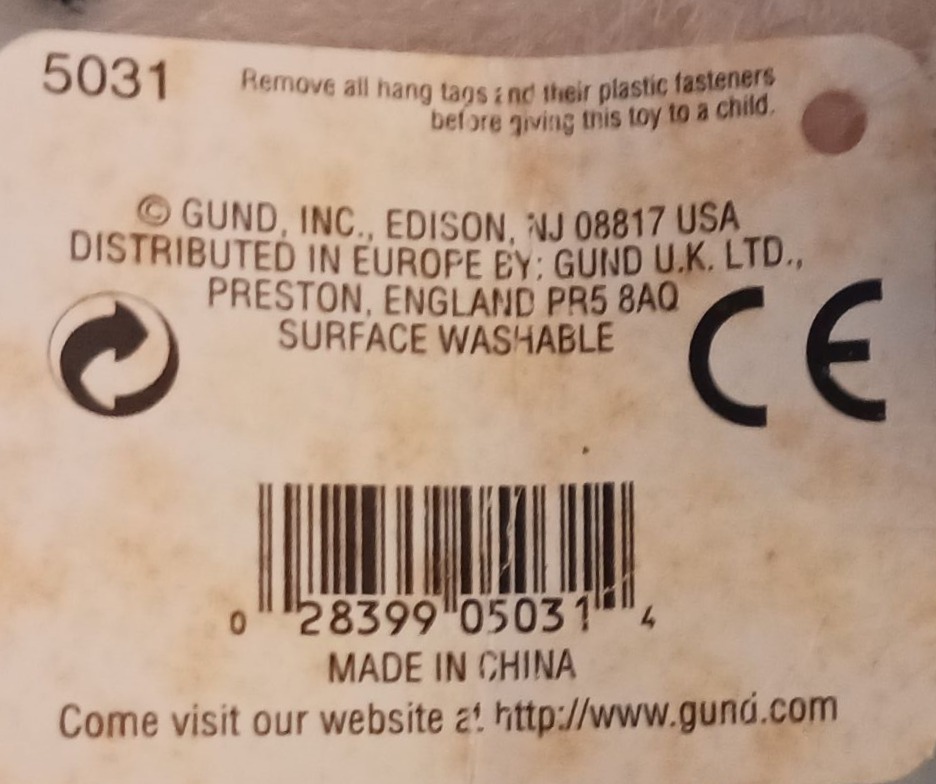 5031
Remove all hang tags and their plastic fasteners
before giving this toy to a child.
© GUND, INC., EDISON, NJ 08817 USA
DISTRIBUTED IN EUROPE BY: GUND U.K. LTD.,
PRESTON, ENGLAND PR5 8AQ
SURFACE WASHABLE
CE
0 28399 05031 4
MADE IN CHINA
Come visit our website at http://www.gund.com